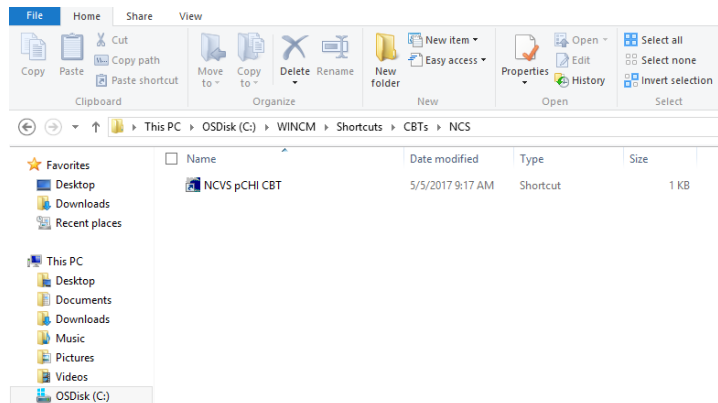 File Home Share View
Cut
Copy path
Paste shortcut
Copy Paste
Clipboard
Move to Copy to Delete Rename
Organize
New item
Easy access
New folder
New
Properties
Open
Edit
History
Open
Select all
Select none
Invert selection
Select
This PC OSDisk (C:) WINCM Shortcuts CBTs NCS
Name Date modified Type Size
NCVS pCHI CBT 5/5/2017 9:17 AM Shortcut 1 KB
Favorites
Desktop
Downloads
Recent places
This PC
Desktop
Documents
Downloads
Music
Pictures
Videos
OSDisk (C:)